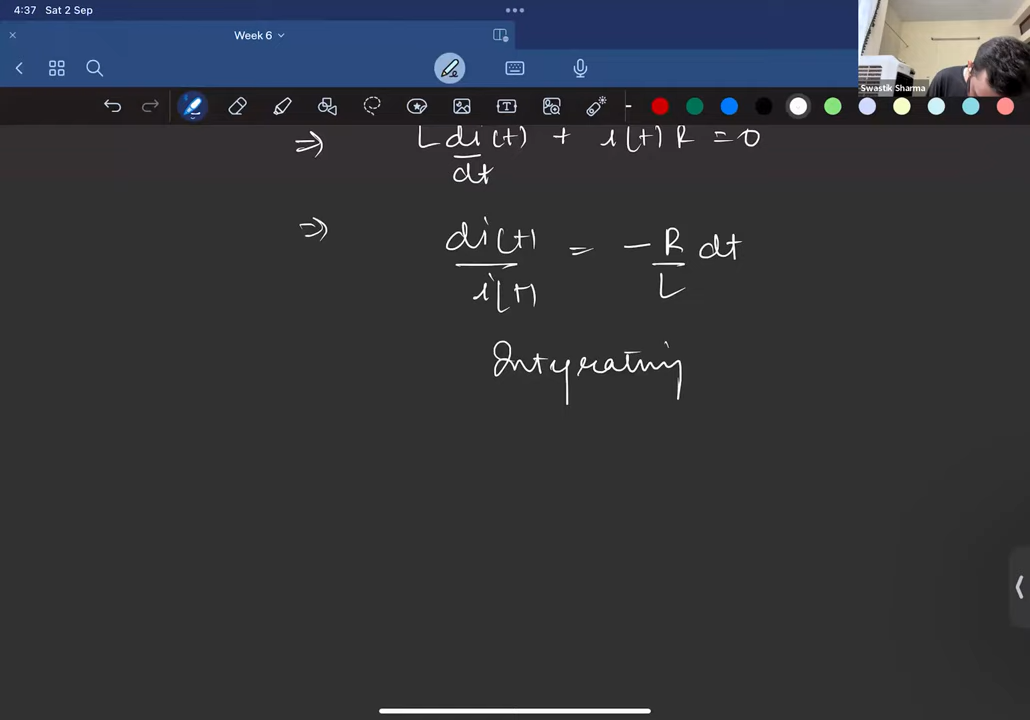 4:37 Sat 2 Sep
Week 6
Swastik Sharma
⇒ L di(t)/dt + i(t) R = 0
⇒ di(t)/i(t) = - R/L dt
Integrating